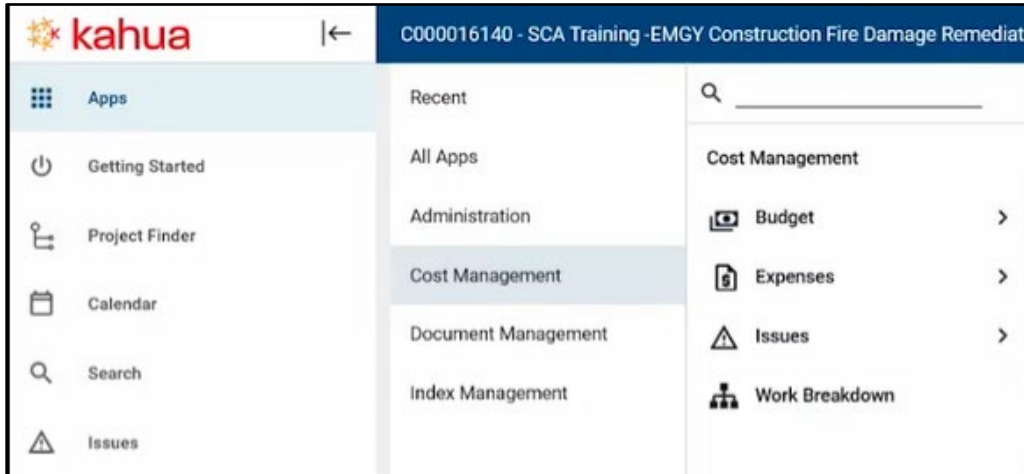 kahua
C000016140 - SCA Training -EMGY Construction Fire Damage Remediat
Apps
Getting Started
Project Finder
Calendar
Search
Issues
Recent
All Apps
Administration
Cost Management
Document Management
Index Management
Cost Management
Budget
Expenses
Issues
Work Breakdown